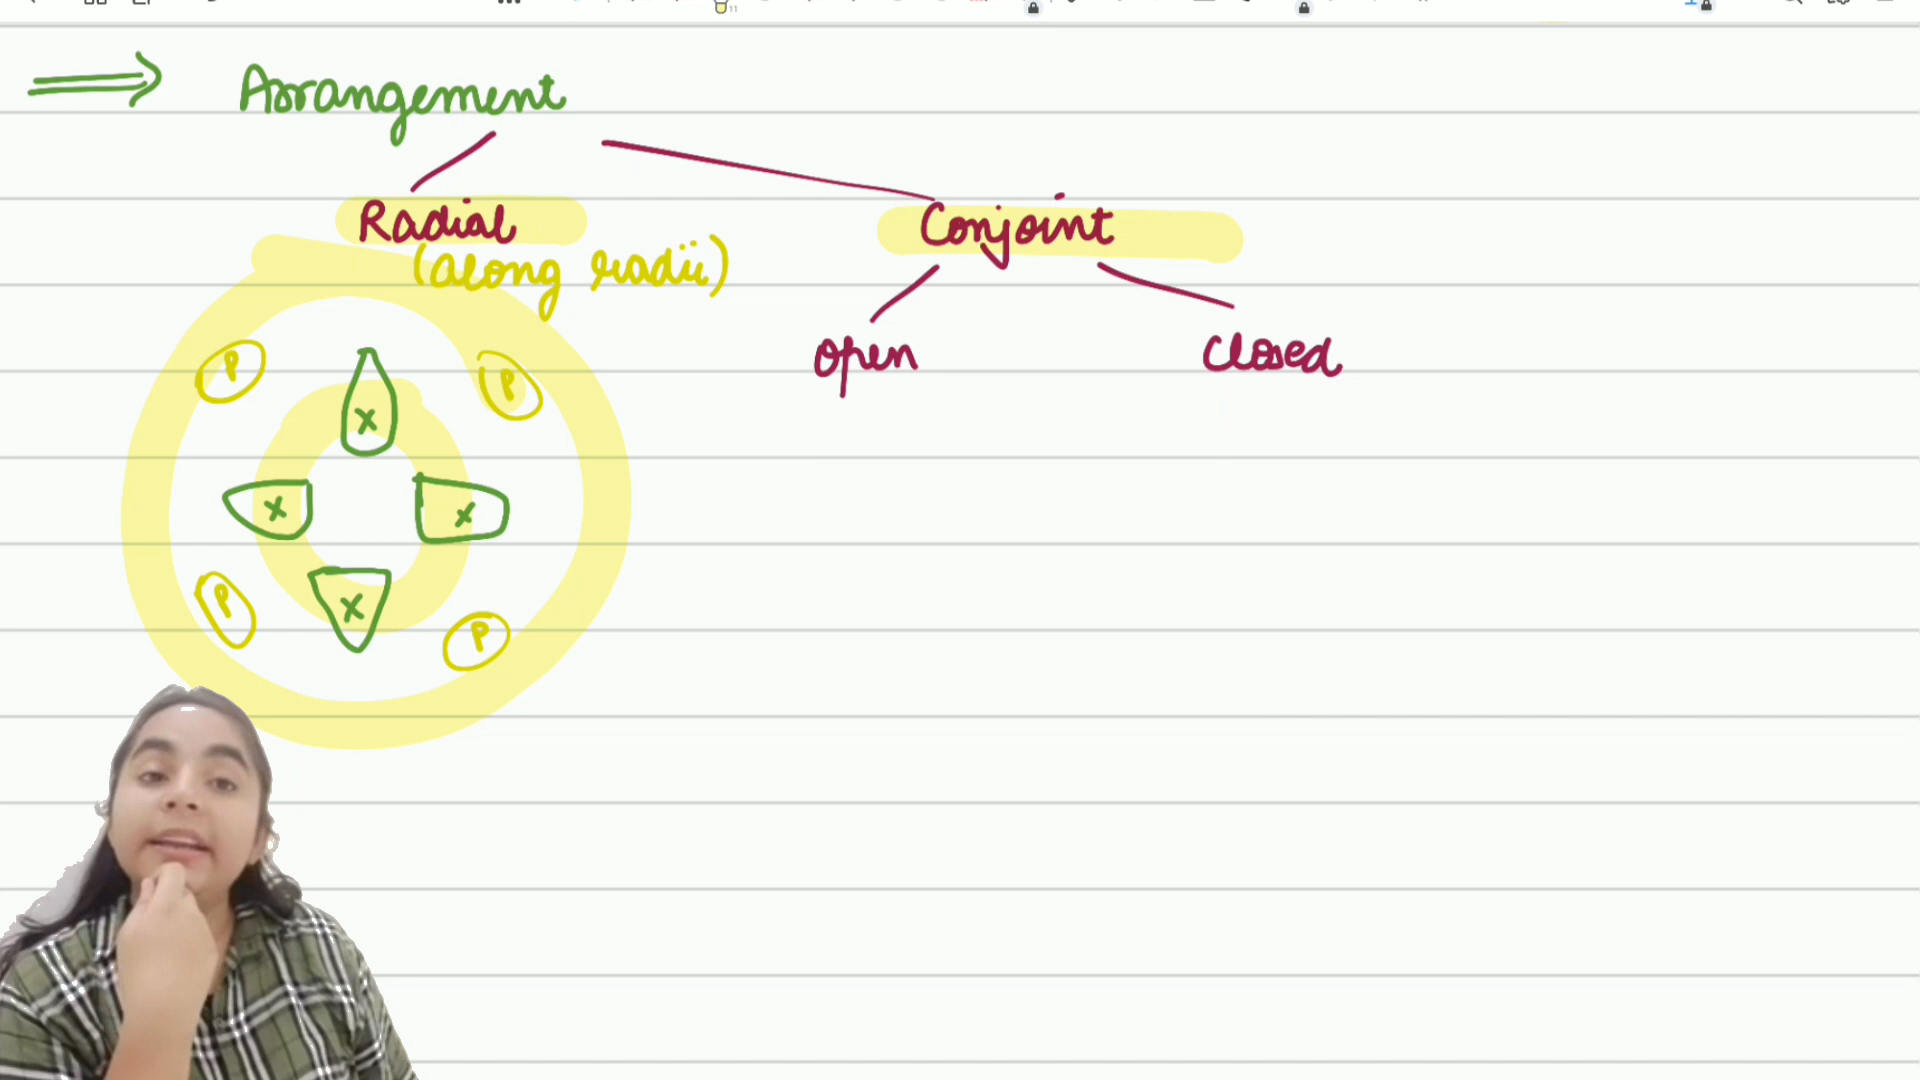 Arrangement
Radial Conjoint
(along radii)
open Closed
P P
X
X X
P X P